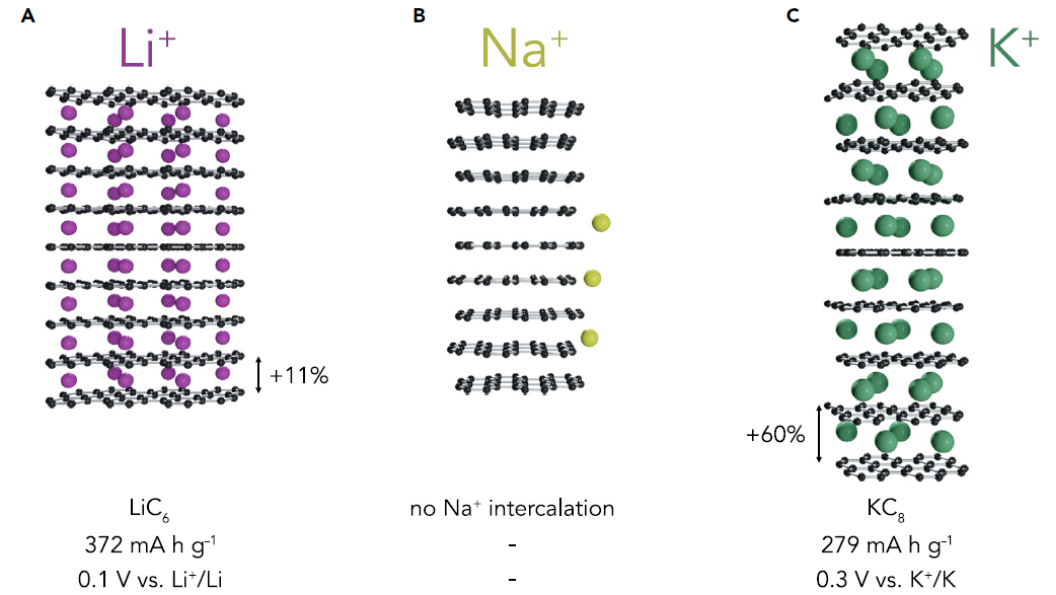 A
Li⁺
+11%
LiC₆
372 mA h g⁻¹
0.1 V vs. Li⁺/Li
B
Na⁺
no Na⁺ intercalation
-
-
C
K⁺
+60%
KC₈
279 mA h g⁻¹
0.3 V vs. K⁺/K